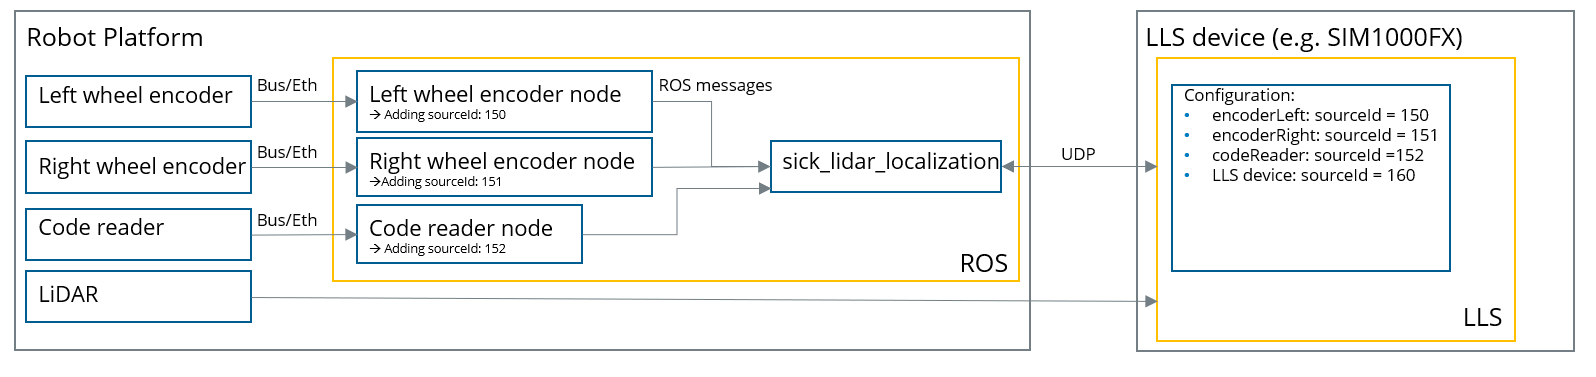 Robot Platform
Left wheel encoder
Bus/Eth
Left wheel encoder node
→ Adding sourceId: 150
ROS messages
Right wheel encoder
Bus/Eth
Right wheel encoder node
→Adding sourceId: 151
sick_lidar_localization
Code reader
Bus/Eth
Code reader node
→ Adding sourceId: 152
ROS
LiDAR
UDP
LLS device (e.g. SIM1000FX)
Configuration:
• encoderLeft: sourceId = 150
• encoderRight: sourceId = 151
• codeReader: sourceId =152
• LLS device: sourceId = 160
LLS